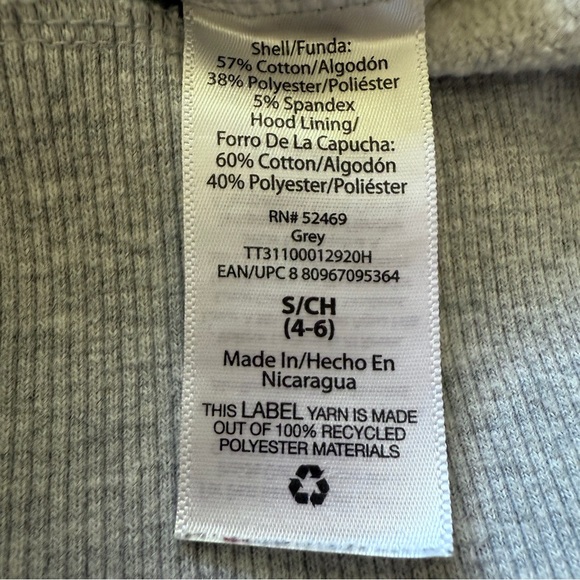 Shell/Funda:
57% Cotton/Algodón
38% Polyester/Poliéster
5% Spandex
Hood Lining/
Forro De La Capucha:
60% Cotton/Algodón
40% Polyester/Poliéster
RN# 52469
Grey
TT31100012920H
EAN/UPC 8 80967095364
S/CH
(4-6)
Made In/Hecho En
Nicaragua
THIS LABEL YARN IS MADE
OUT OF 100% RECYCLED
POLYESTER MATERIALS